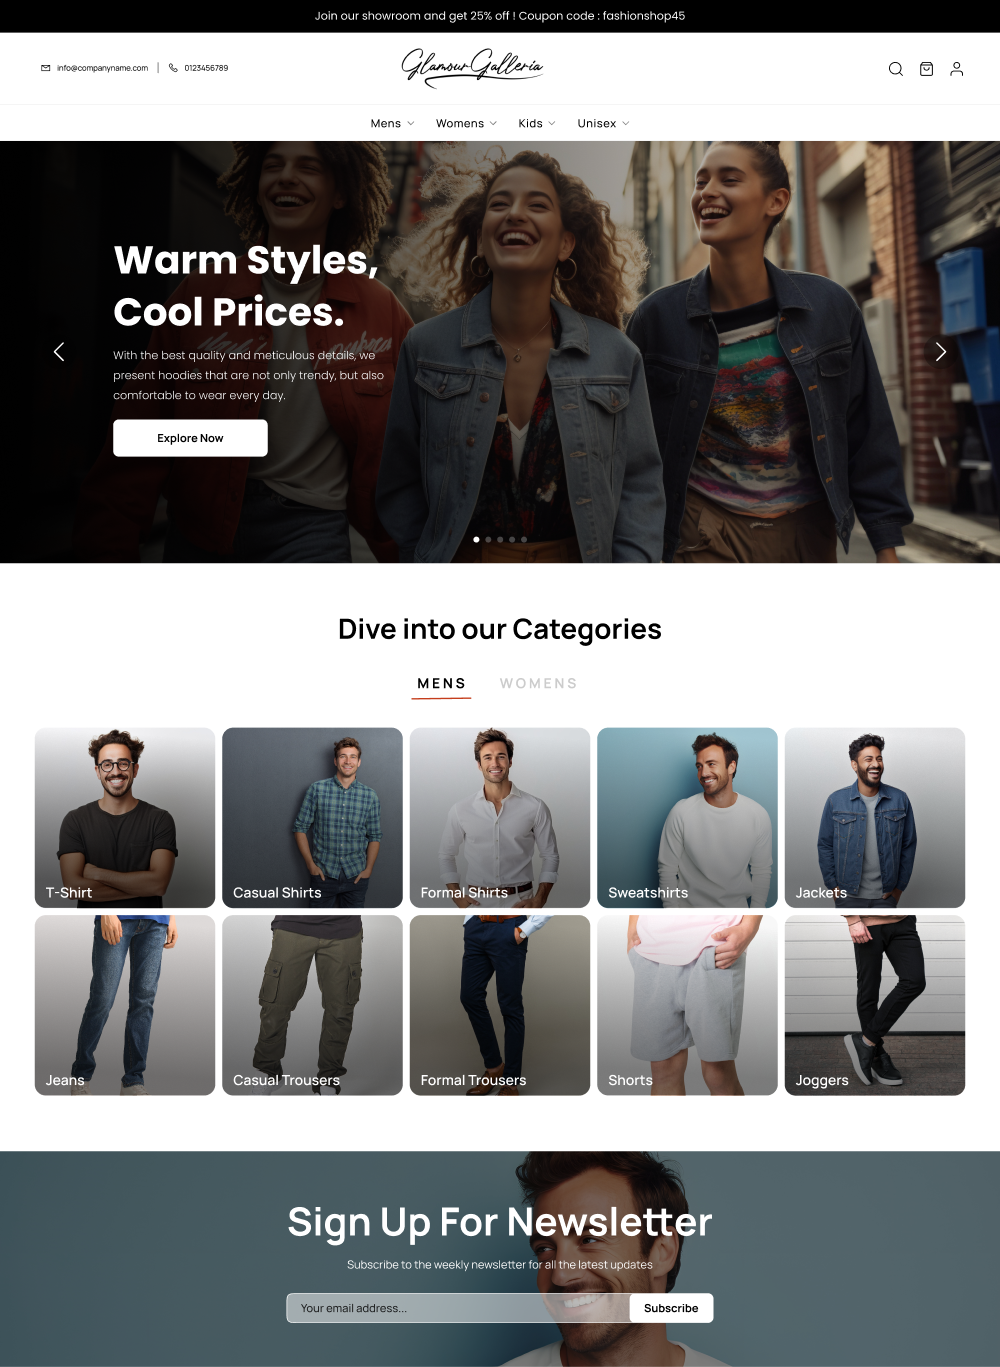 Join our showroom and get 25% off ! Coupon code : fashionshop45
info@companyname.com | 0123456789
Glamour Galleria
Mens Womens Kids Unisex
Warm Styles,
Cool Prices.
With the best quality and meticulous details, we
present hoodies that are not only trendy, but also
comfortable to wear every day.
Explore Now
Dive into our Categories
MENS WOMENS
T-Shirt Casual Shirts Formal Shirts Sweatshirts Jackets
Jeans Casual Trousers Formal Trousers Shorts Joggers
Sign Up For Newsletter
Subscribe to the weekly newsletter for all the latest updates
Your email address... Subscribe